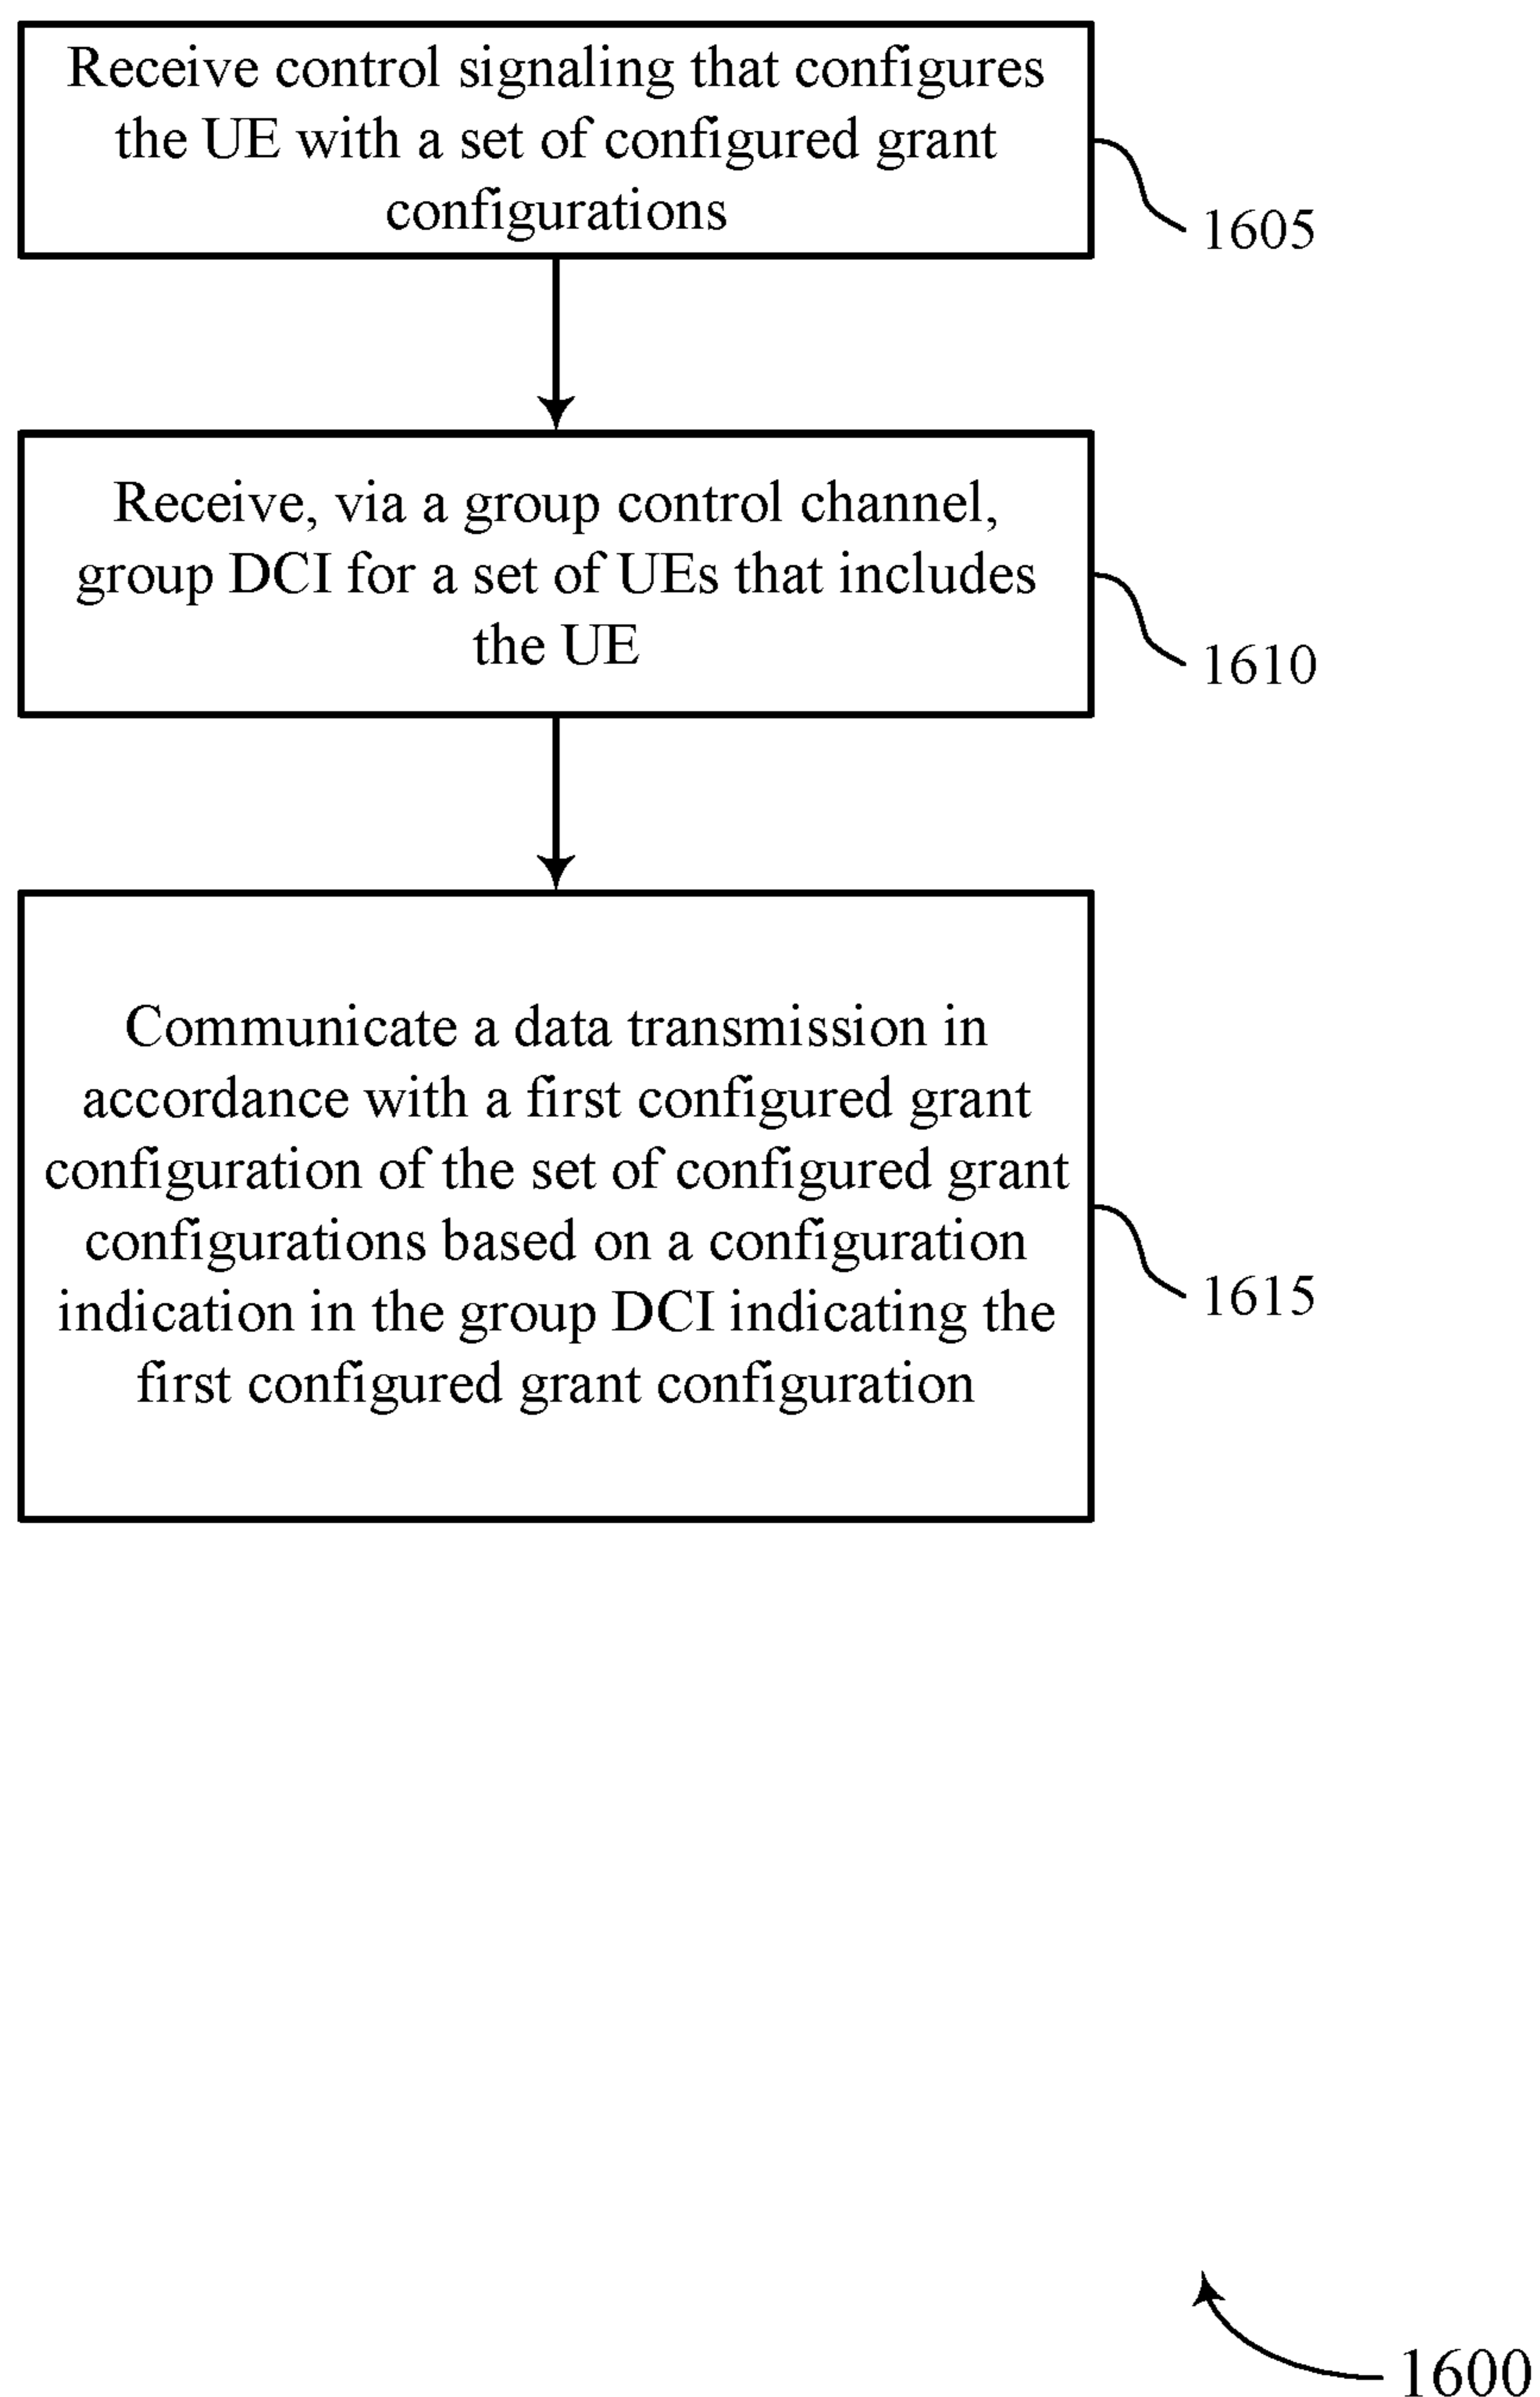 Receive control signaling that configures
the UE with a set of configured grant
configurations
1605
Receive, via a group control channel,
group DCI for a set of UEs that includes
the UE
1610
Communicate a data transmission in
accordance with a first configured grant
configuration of the set of configured grant
configurations based on a configuration
indication in the group DCI indicating the
first configured grant configuration
1615
1600